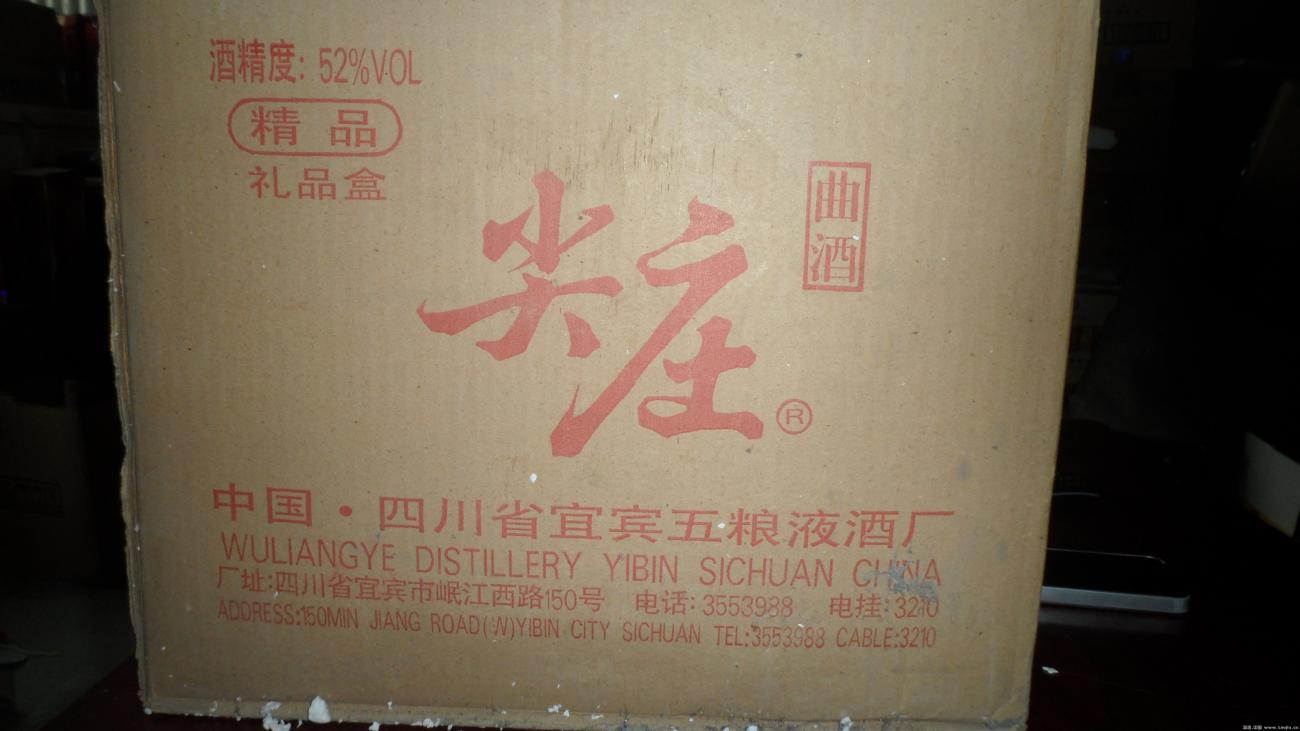 酒精度: 52%VOL
精 品
礼品盒
尖庄®
曲酒
中国·四川省宜宾五粮液酒厂
WULIANGYE DISTILLERY YIBIN SICHUAN CHINA
厂址:四川省宜宾市岷江西路150号 电话:3553988 电挂:3210
ADDRESS:150MIN JIANG ROAD(W)YIBIN CITY SICHUAN TEL:3553988 CABLE:3210